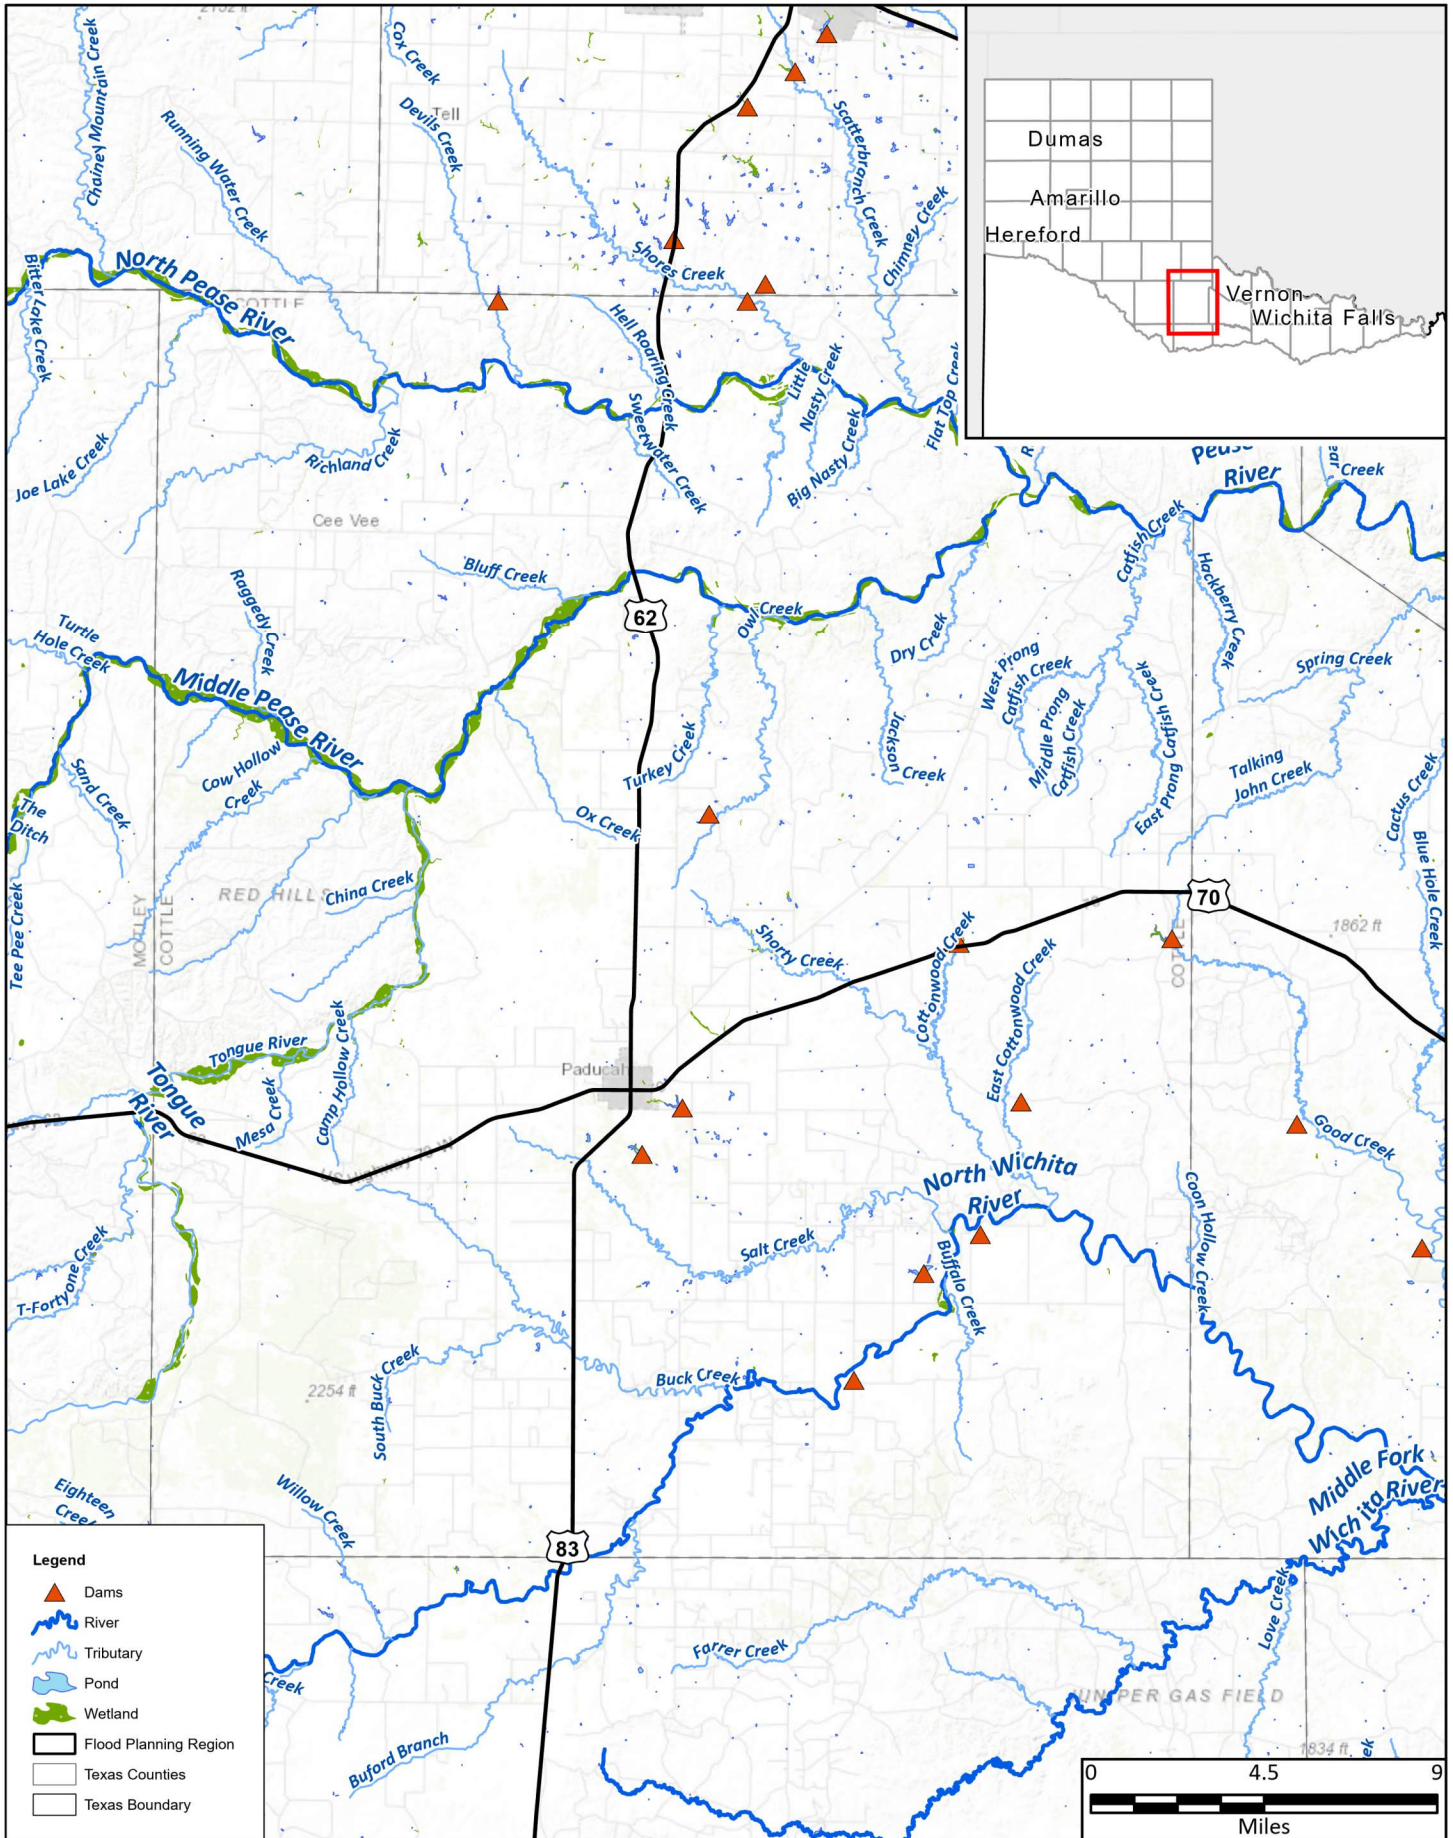 2152 ft
Chainey Mountain Creek
Cox Creek
Tell
Devils Creek
Running Water Creek
Scatterbranch Creek
Chimney Creek
Shores Creek
Bitter Lake Creek
North Pease River
COTTLE
Hell Roaring Creek
Little
Nasty Creek
Flat Top Creek
Sweetwater Creek
Big Nasty Creek
Joe Lake Creek
Richland Creek
Cee Vee
Dumas
Amarillo
Hereford
Vernon
Wichita Falls
Pease
River
Creek
Catfish Creek
Hackberry Creek
Bluff Creek
62
Owl Creek
Raggedy Creek
Turtle
Hole Creek
Dry Creek
West Prong
Catfish Creek
Spring Creek
Middle Pease River
Middle Prong
Catfish Creek
East Prong Catfish Creek
Jackson
Creek
Turkey Creek
Cow Hollow
Creek
Sand Creek
Talking
John Creek
Cactus Creek
The
Ditch
Ox Creek
Blue Hole Creek
Tee Pee Creek
RED HILLS
China Creek
MOTLEY
COTTLE
70
1862 ft
Shorty Creek
Cottonwood Creek
East Cottonwood Creek
COTTLE
Tongue River
Camp Hollow Creek
Mesa Creek
Tongue
River
Paducah
Good Creek
North Wichita
River
Coon Hollow Creek
Salt Creek
Buffalo Creek
T-Fortyone Creek
South Buck Creek
2254 ft
Buck Creek
Middle Fork
Wichita River
Eighteen
Creek
Willow Creek
83
Love Creek
Farrer Creek
Creek
Buford Branch
JUNIPER GAS FIELD
1834 ft
Legend
Dams
River
Tributary
Pond
Wetland
Flood Planning Region
Texas Counties
Texas Boundary
0 4.5 9
Miles